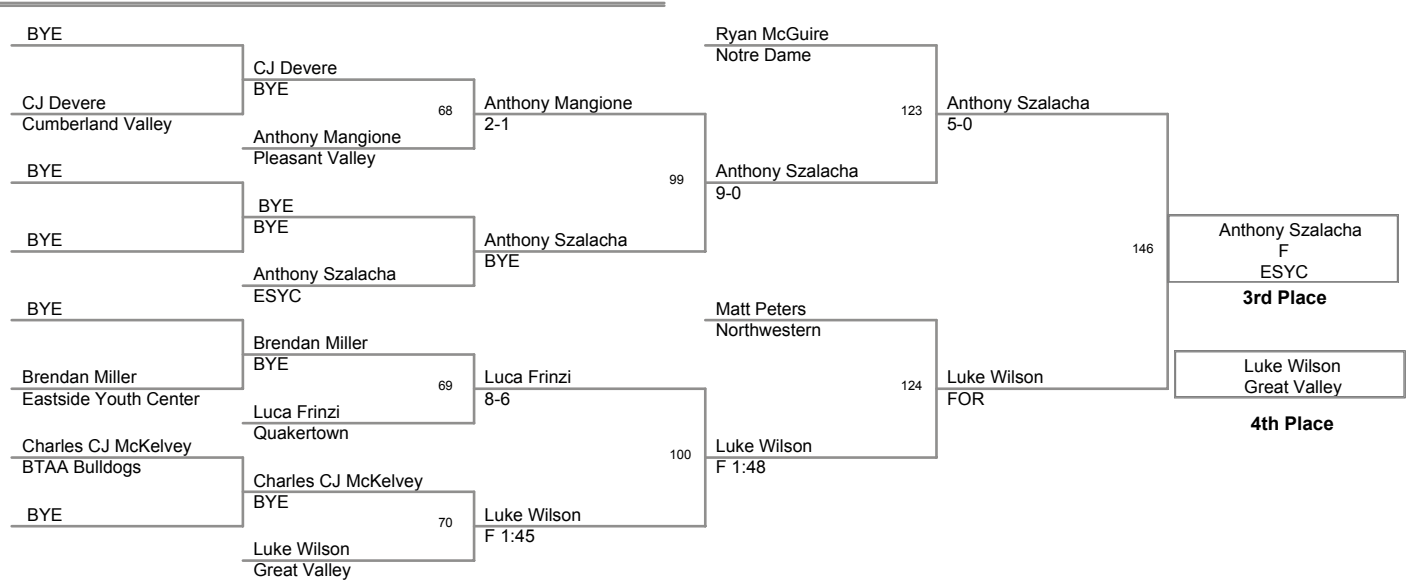 BYE
CJ Devere
Cumberland Valley
BYE
BYE
BYE
Brendan Miller
Eastside Youth Center
Charles CJ McKelvey
BTAA Bulldogs
BYE
CJ Devere
BYE
68
Anthony Mangione
Pleasant Valley
BYE
BYE
Anthony Szalacha
ESYC
Brendan Miller
BYE
69
Luca Frinzi
Quakertown
Charles CJ McKelvey
BYE
70
Luke Wilson
Great Valley
Anthony Mangione
2-1
99
Anthony Szalacha
BYE
Luca Frinzi
8-6
100
Luke Wilson
F 1:45
Ryan McGuire
Notre Dame
123
Anthony Szalacha
9-0
Matt Peters
Northwestern
124
Luke Wilson
F 1:48
Anthony Szalacha
5-0
146
Luke Wilson
FOR
Anthony Szalacha
F
ESYC
3rd Place
Luke Wilson
Great Valley
4th Place